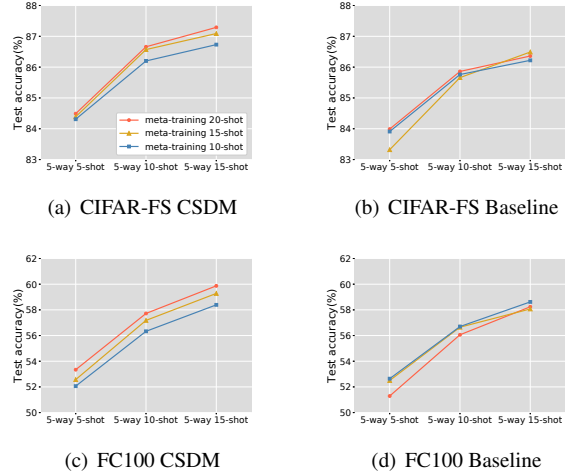 88
87
86
85
84
83
Test accuracy(%)
meta-training 20-shot
meta-training 15-shot
meta-training 10-shot
5-way 5-shot 5-way 10-shot 5-way 15-shot
(a) CIFAR-FS CSDM
88
87
86
85
84
83
Test accuracy(%)
5-way 5-shot 5-way 10-shot 5-way 15-shot
(b) CIFAR-FS Baseline
62
60
58
56
54
52
50
Test accuracy(%)
5-way 5-shot 5-way 10-shot 5-way 15-shot
(c) FC100 CSDM
62
60
58
56
54
52
50
Test accuracy(%)
5-way 5-shot 5-way 10-shot 5-way 15-shot
(d) FC100 Baseline